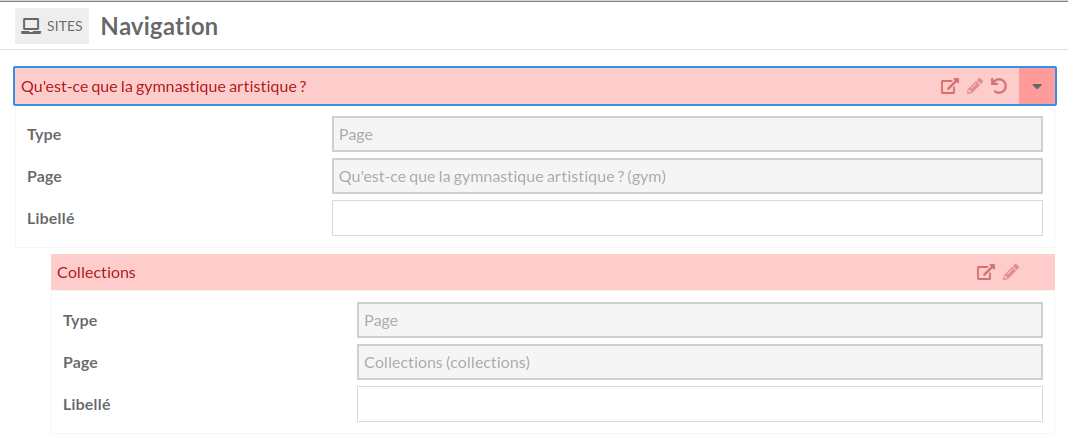 SITES Navigation
Qu'est-ce que la gymnastique artistique ?
Type Page
Page Qu'est-ce que la gymnastique artistique ? (gym)
Libellé
Collections
Type Page
Page Collections (collections)
Libellé